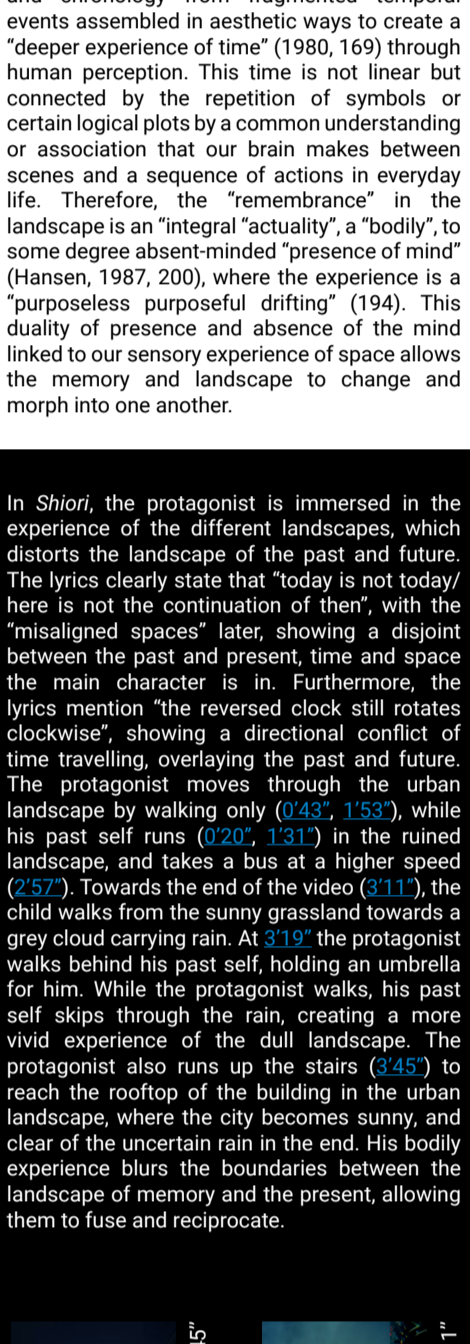 and chronology from fragmented temporal
events assembled in aesthetic ways to create a
“deeper experience of time” (1980, 169) through
human perception. This time is not linear but
connected by the repetition of symbols or
certain logical plots by a common understanding
or association that our brain makes between
scenes and a sequence of actions in everyday
life. Therefore, the “remembrance” in the
landscape is an “integral “actuality”, a “bodily”, to
some degree absent-minded “presence of mind”
(Hansen, 1987, 200), where the experience is a
“purposeless purposeful drifting” (194). This
duality of presence and absence of the mind
linked to our sensory experience of space allows
the memory and landscape to change and
morph into one another.
In Shiori, the protagonist is immersed in the
experience of the different landscapes, which
distorts the landscape of the past and future.
The lyrics clearly state that “today is not today/
here is not the continuation of then”, with the
“misaligned spaces” later, showing a disjoint
between the past and present, time and space
the main character is in. Furthermore, the
lyrics mention “the reversed clock still rotates
clockwise”, showing a directional conflict of
time travelling, overlaying the past and future.
The protagonist moves through the urban
landscape by walking only (0’43”, 1’53”), while
his past self runs (0’20”, 1’31”) in the ruined
landscape, and takes a bus at a higher speed
(2’57”). Towards the end of the video (3’11”), the
child walks from the sunny grassland towards a
grey cloud carrying rain. At 3’19” the protagonist
walks behind his past self, holding an umbrella
for him. While the protagonist walks, his past
self skips through the rain, creating a more
vivid experience of the dull landscape. The
protagonist also runs up the stairs (3’45”) to
reach the rooftop of the building in the urban
landscape, where the city becomes sunny, and
clear of the uncertain rain in the end. His bodily
experience blurs the boundaries between the
landscape of memory and the present, allowing
them to fuse and reciprocate.